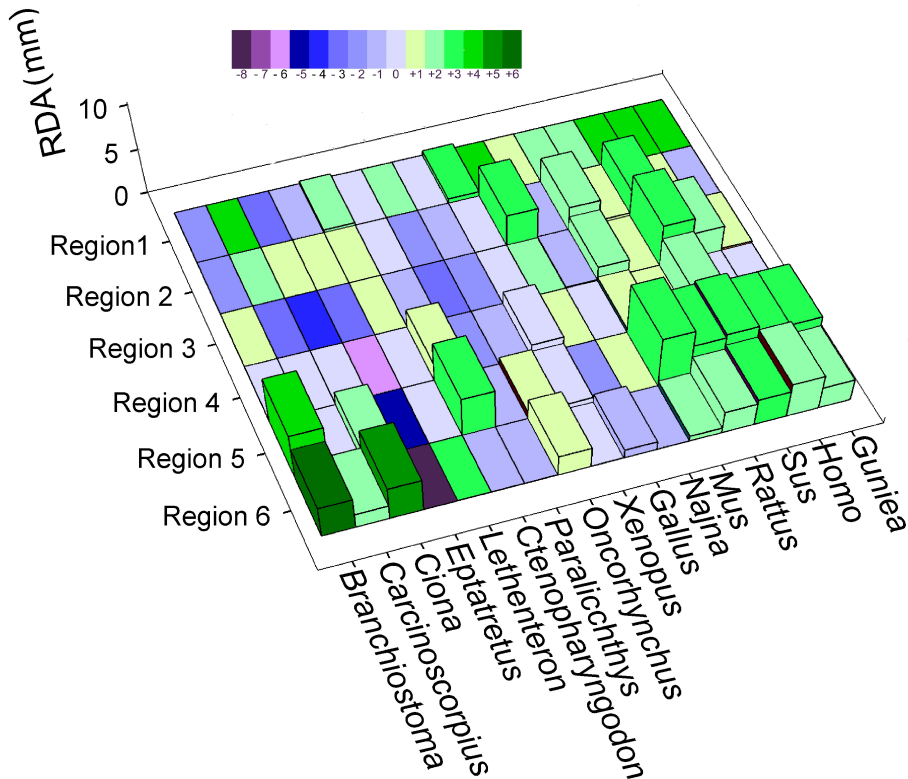 -8 -7 -6 -5 -4 -3 -2 -1 0 +1 +2 +3 +4 +5 +6
RDA(mm)
10
5
0
Region1
Region 2
Region 3
Region 4
Region 5
Region 6
Branchiostoma
Carcinoscorpius
Ciona
Eptatretus
Lethenteron
Ctenopharyngodon
Paralicchthys
Oncorhynchus
Xenopus
Gallus
Najna
Mus
Rattus
Sus
Homo
Guniea